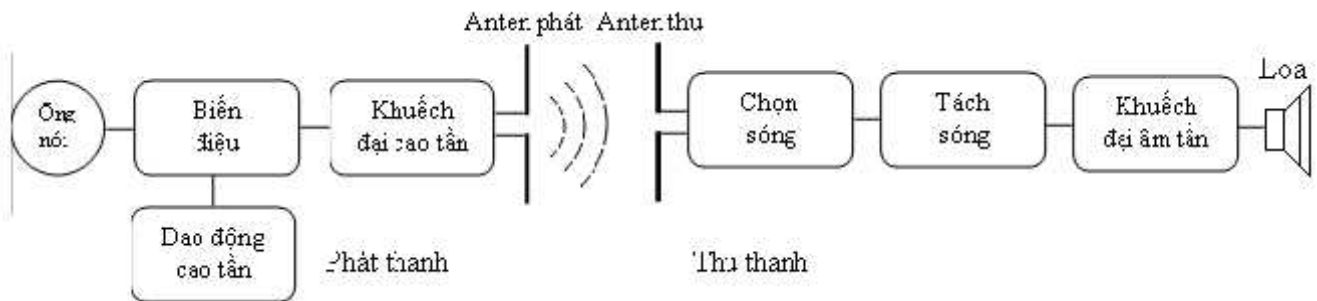 Anten phát Anten thu
Loa
Ống
nói
Biến
điệu
Khuếch
đại cao tần
Chọn
sóng
Tách
sóng
Khuếch
đại âm tần
Dao động
cao tần
Phát thanh
Thu thanh